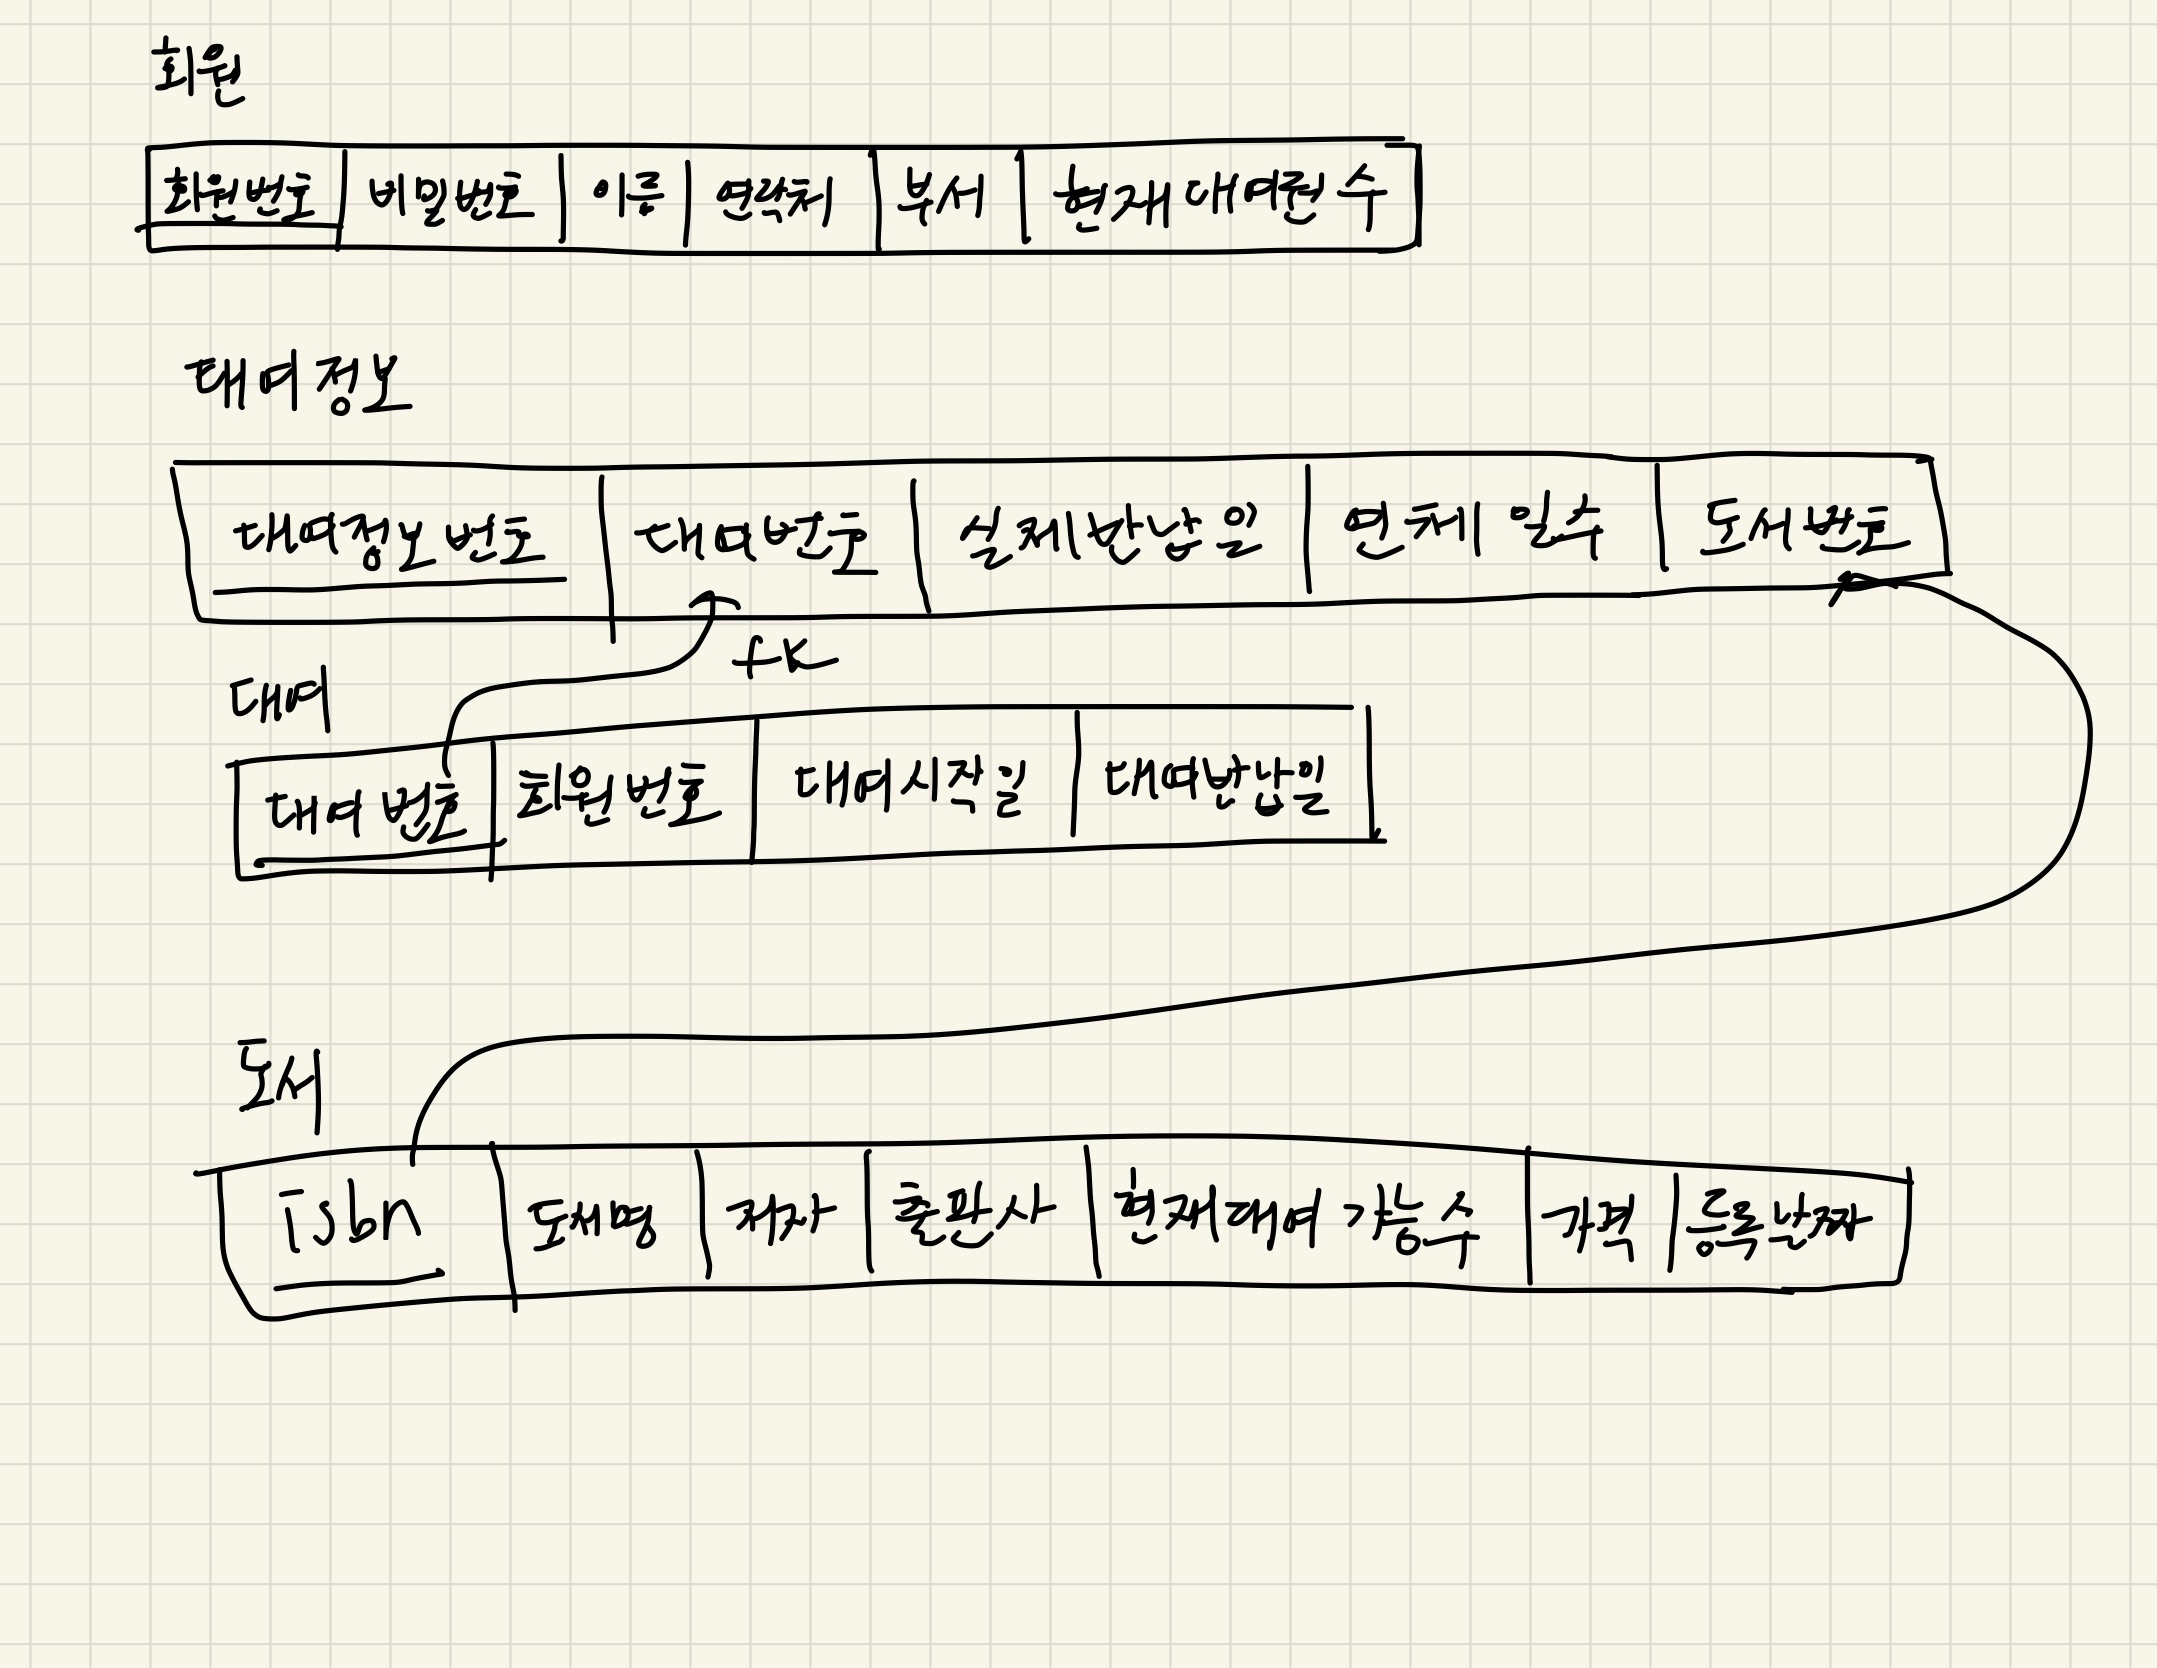 회원
회원번호 비밀번호 이름 연락처 부서 현재 대여권 수
대여정보
대여정보 번호 대여번호 실제반납일 연체 일수 도서번호
fK
대여
대여 번호 회원번호 대여시작일 대여반납일
도서
isbn 도서명 저자 출판사 현재대여 가능 수 가격 등록난짜